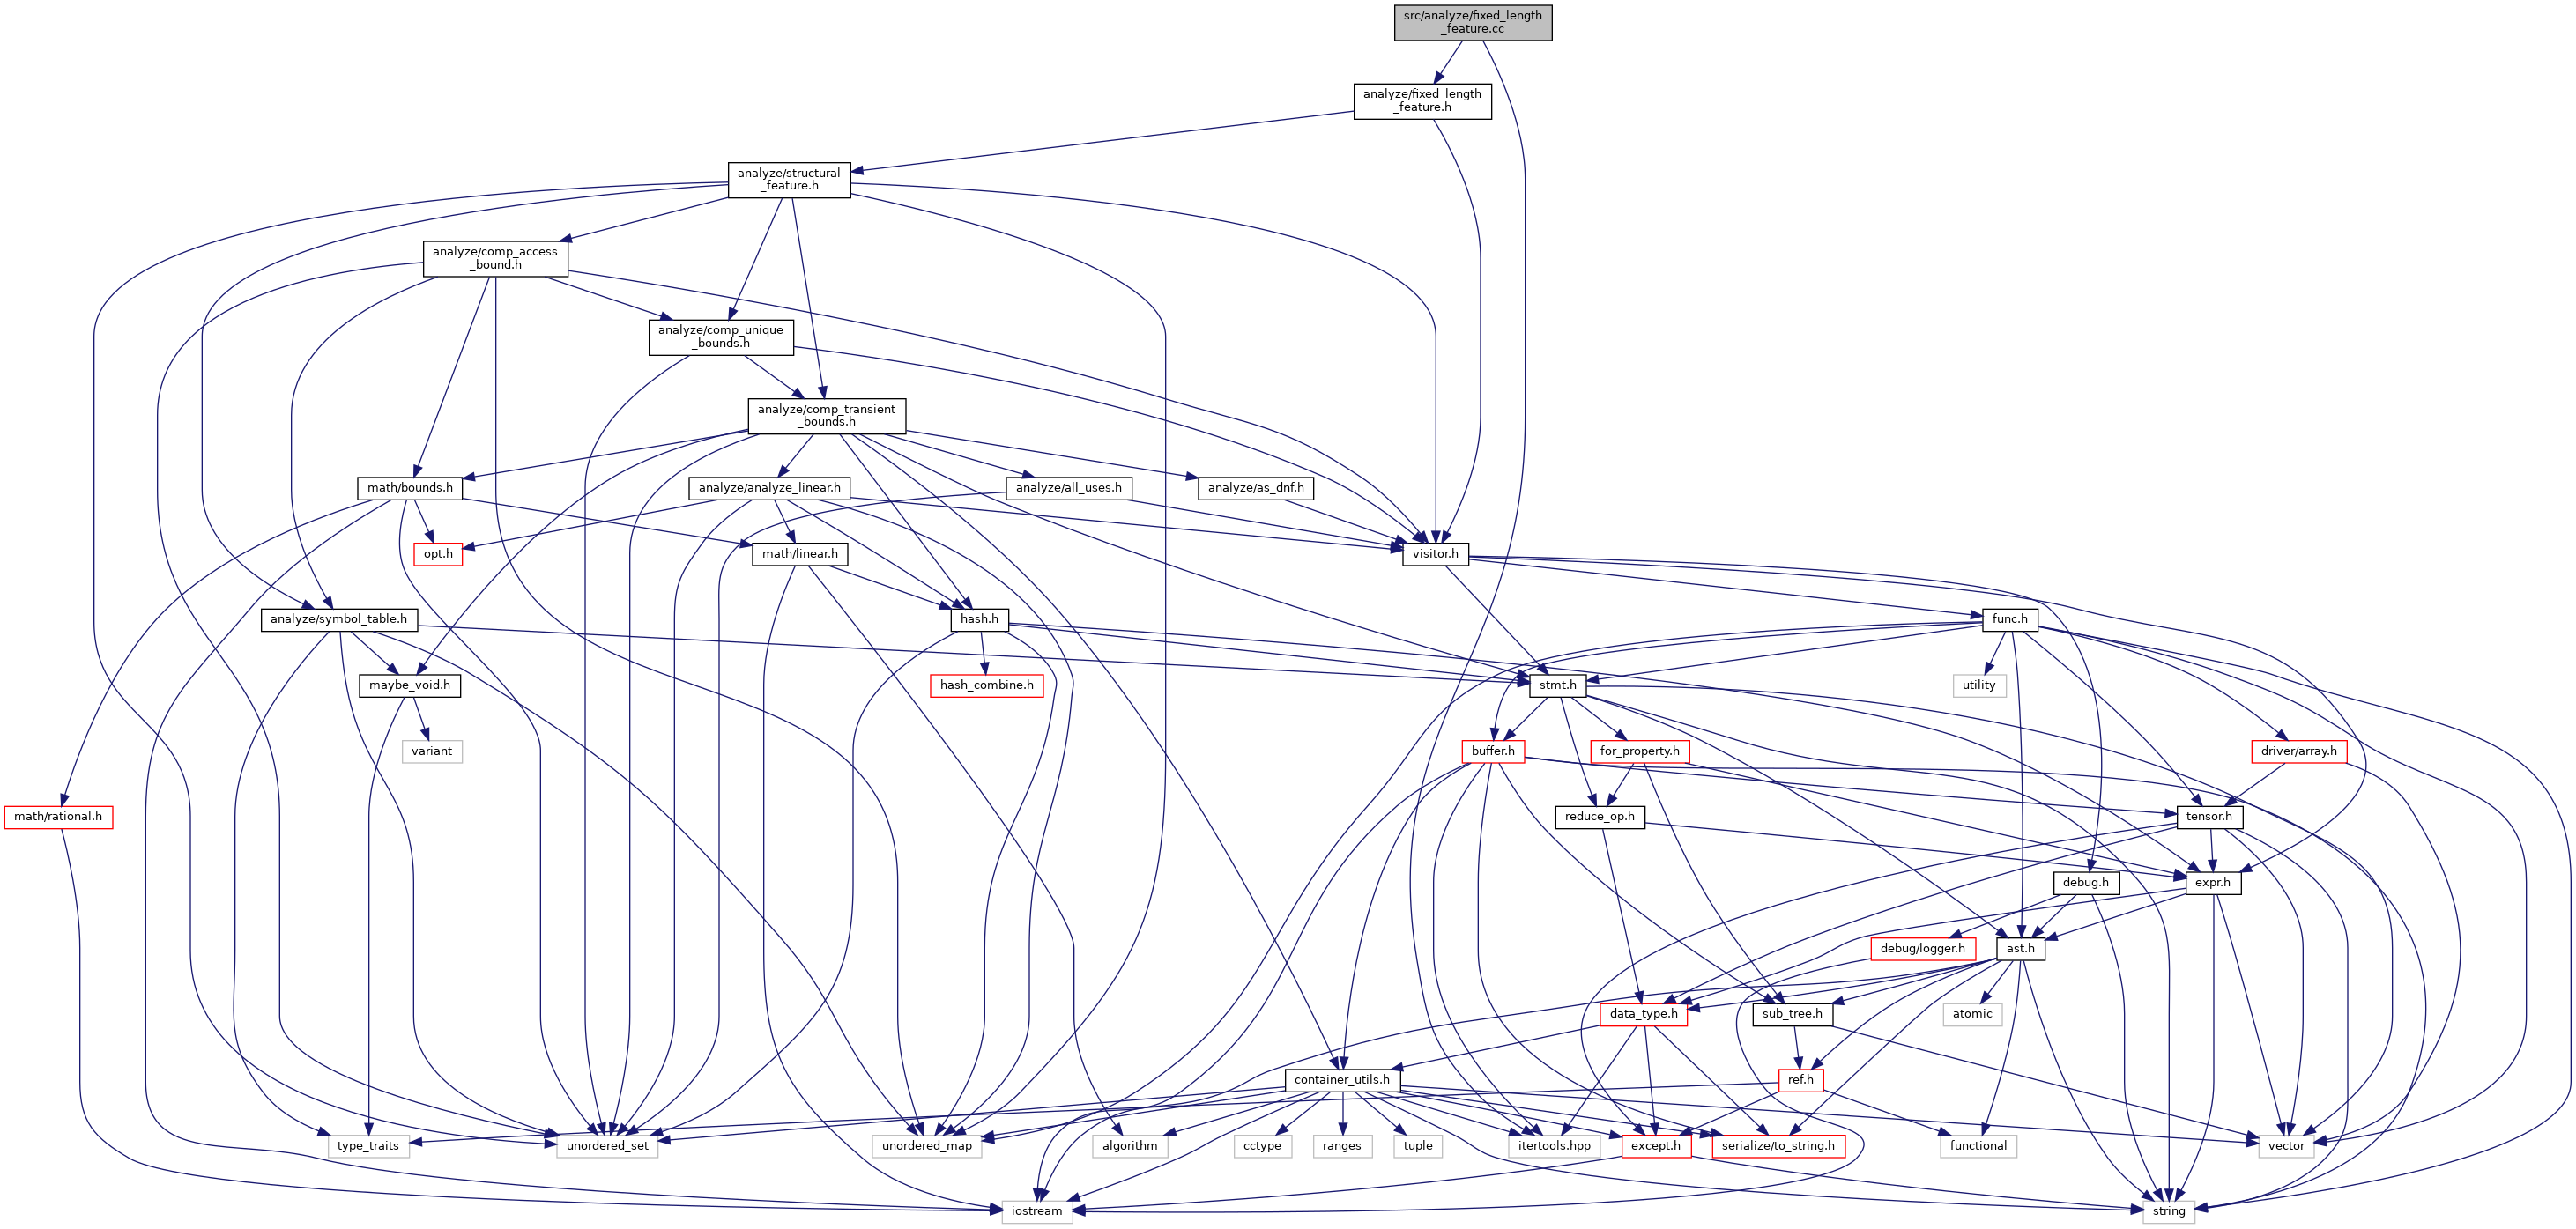 src/analyze/fixed_length
_feature.cc
analyze/fixed_length
_feature.h
analyze/structural
_feature.h
analyze/comp_access
_bound.h
analyze/comp_unique
_bounds.h
analyze/comp_transient
_bounds.h
math/bounds.h
analyze/analyze_linear.h
analyze/all_uses.h
analyze/as_dnf.h
opt.h
math/linear.h
visitor.h
analyze/symbol_table.h
hash.h
func.h
maybe_void.h
hash_combine.h
stmt.h
utility
variant
buffer.h
for_property.h
driver/array.h
math/rational.h
reduce_op.h
tensor.h
debug.h
expr.h
debug/logger.h
ast.h
data_type.h
sub_tree.h
atomic
container_utils.h
ref.h
type_traits
unordered_set
unordered_map
algorithm
cctype
ranges
tuple
itertools.hpp
except.h
serialize/to_string.h
functional
vector
iostream
string